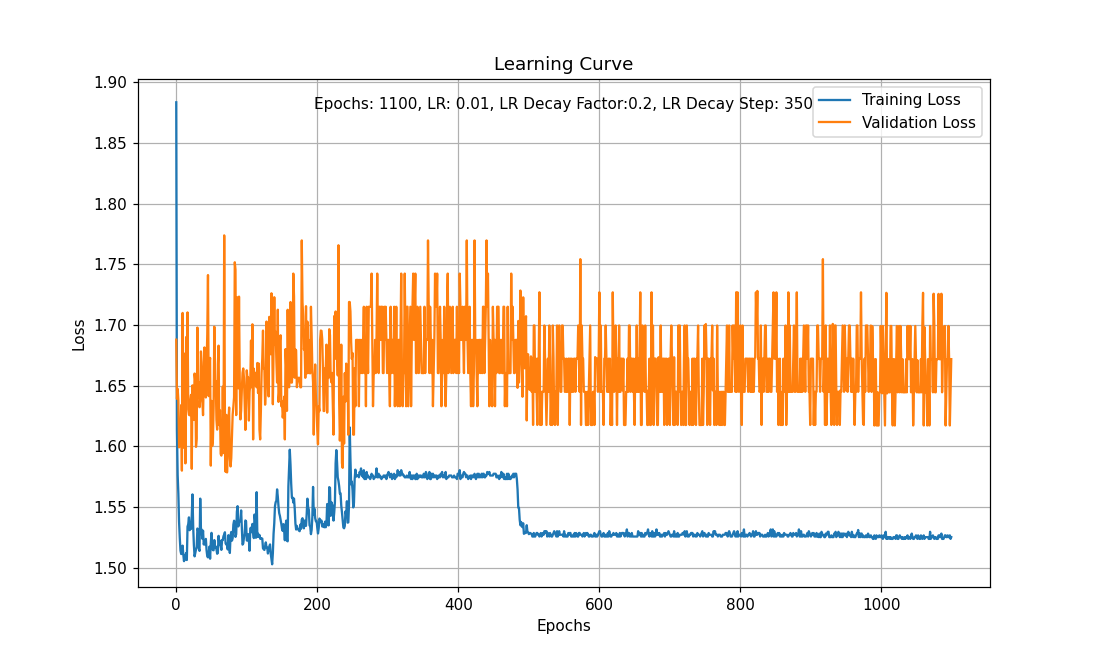 Learning Curve
Epochs: 1100, LR: 0.01, LR Decay Factor:0.2, LR Decay Step: 350
Training Loss
Validation Loss
1.90
1.85
1.80
1.75
1.70
1.65
1.60
1.55
1.50
Loss
0 200 400 600 800 1000
Epochs